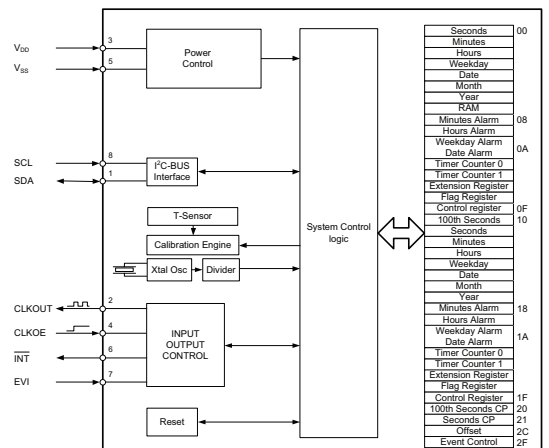 VDD
3
VSS
5
Power
Control
SCL
8
SDA
1
I²C-BUS
Interface
T-Sensor
Calibration Engine
Xtal Osc
Divider
CLKOUT
2
CLKOE
4
INT
6
EVI
7
INPUT
OUTPUT
CONTROL
Reset
System Control
logic
Seconds 00
Minutes
Hours
Weekday
Date
Month
Year
RAM
Minutes Alarm 08
Hours Alarm
Weekday Alarm
Date Alarm
0A
Timer Counter 0
Timer Counter 1
Extension Register
Flag Register
Control register 0F
100th Seconds 10
Seconds
Minutes
Hours
Weekday
Date
Month
Year
Minutes Alarm 18
Hours Alarm
Weekday Alarm
Date Alarm
1A
Timer Counter 0
Timer Counter 1
Extension Register
Flag Register
Control Register 1F
100th Seconds CP 20
Seconds CP 21
Offset 2C
Event Control 2F